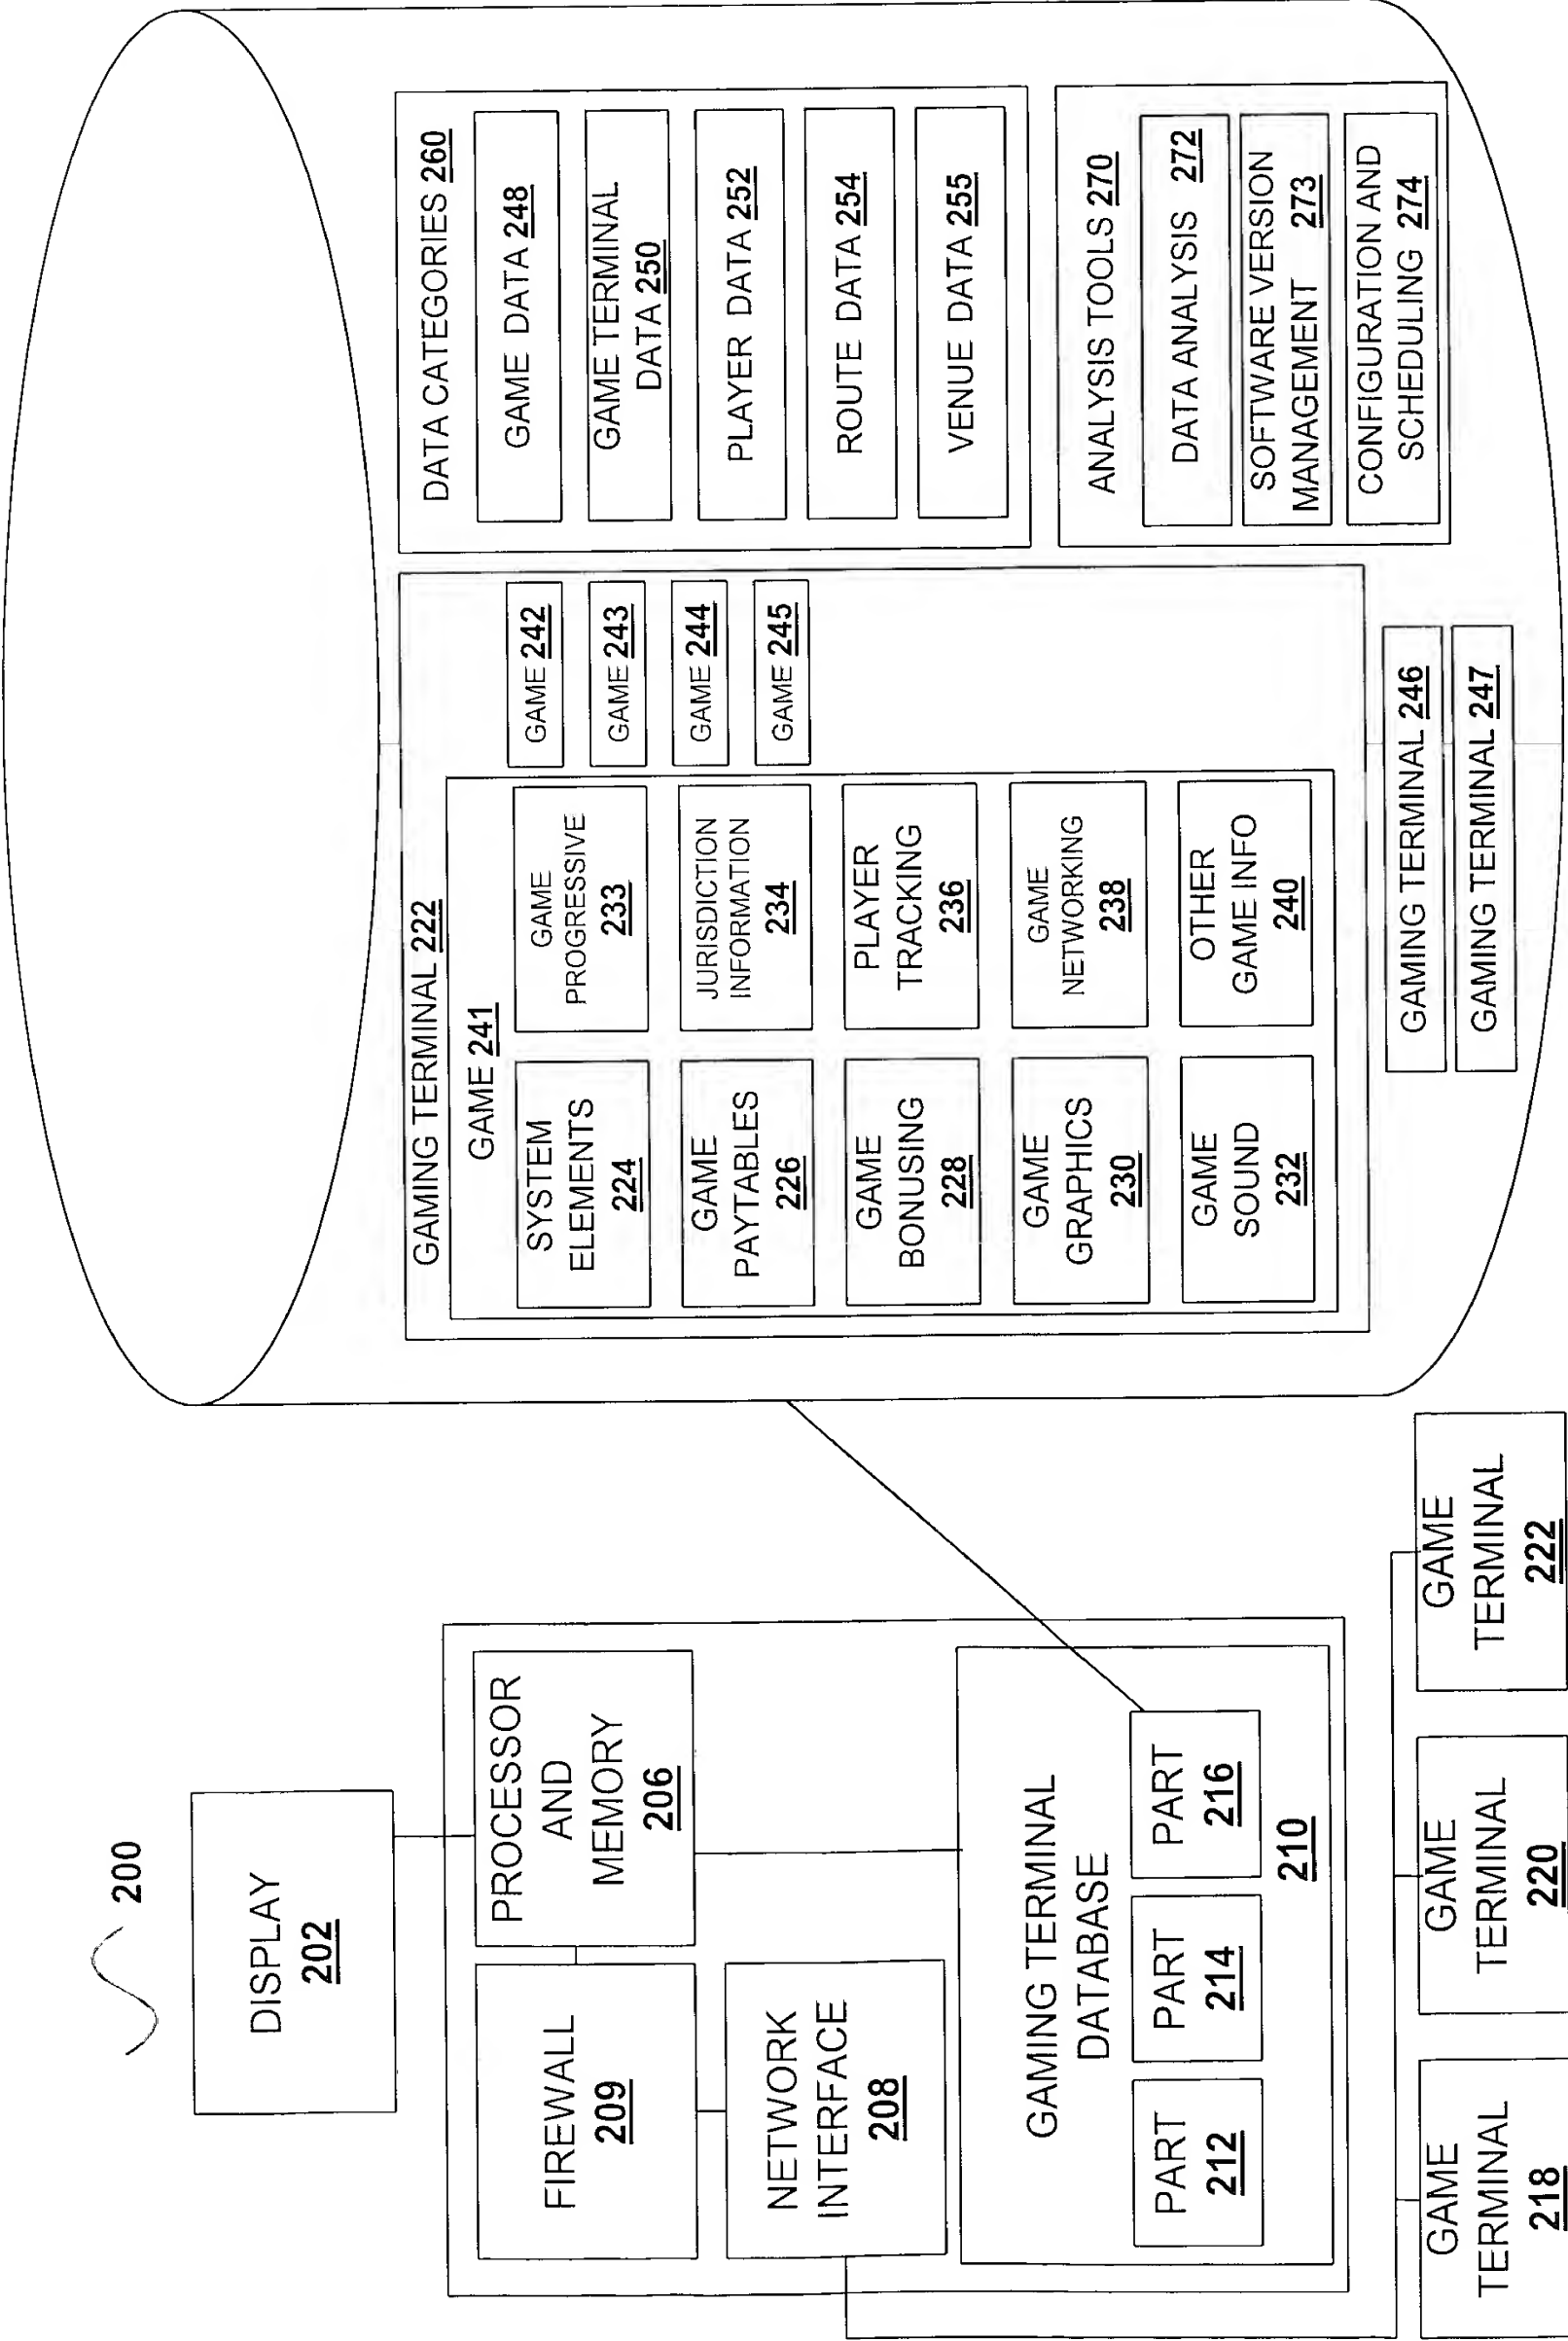 200
DISPLAY
202
PROCESSOR
AND
MEMORY
206
FIREWALL
209
NETWORK
INTERFACE
208
GAMING TERMINAL
DATABASE
PART
212
PART
214
PART
216
210
GAME
TERMINAL
218
GAME
TERMINAL
220
GAME
TERMINAL
222
GAMING TERMINAL 222
GAME 241
SYSTEM
ELEMENTS
224
GAME
PROGRESSIVE
233
GAME
PAYTABLES
226
JURISDICTION
INFORMATION
234
GAME
BONUSING
228
PLAYER
TRACKING
236
GAME
GRAPHICS
230
GAME
NETWORKING
238
GAME
SOUND
232
OTHER
GAME INFO
240
GAME 242
GAME 243
GAME 244
GAME 245
GAMING TERMINAL 246
GAMING TERMINAL 247
DATA CATEGORIES 260
GAME DATA 248
GAME TERMINAL
DATA 250
PLAYER DATA 252
ROUTE DATA 254
VENUE DATA 255
ANALYSIS TOOLS 270
DATA ANALYSIS 272
SOFTWARE VERSION
MANAGEMENT 273
CONFIGURATION AND
SCHEDULING 274